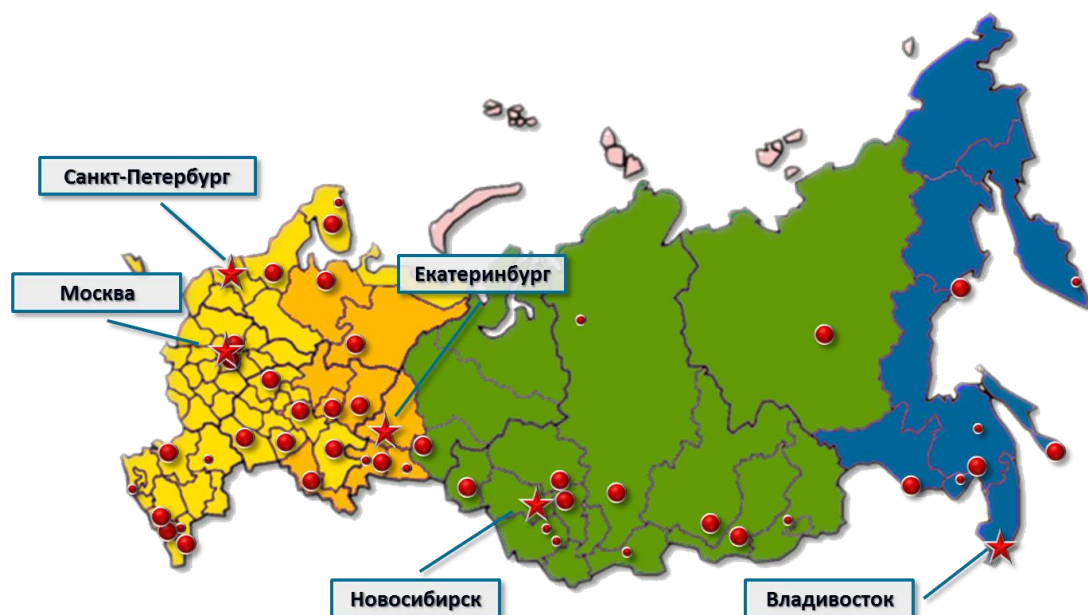 Санкт-Петербург
Москва
Екатеринбург
Новосибирск
Владивосток